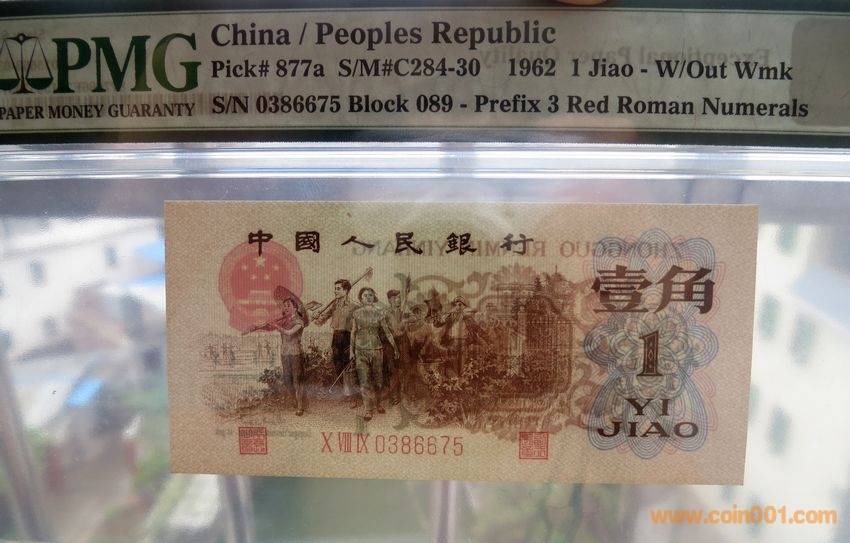 PMG
PAPER MONEY GUARANTY
China / Peoples Republic
Pick# 877a S/M#C284-30 1962 1 Jiao - W/Out Wmk
S/N 0386675 Block 089 - Prefix 3 Red Roman Numerals
中國人民銀行
壹角
1
YI
JIAO
X VIII IX 0386675
www.coin001.com